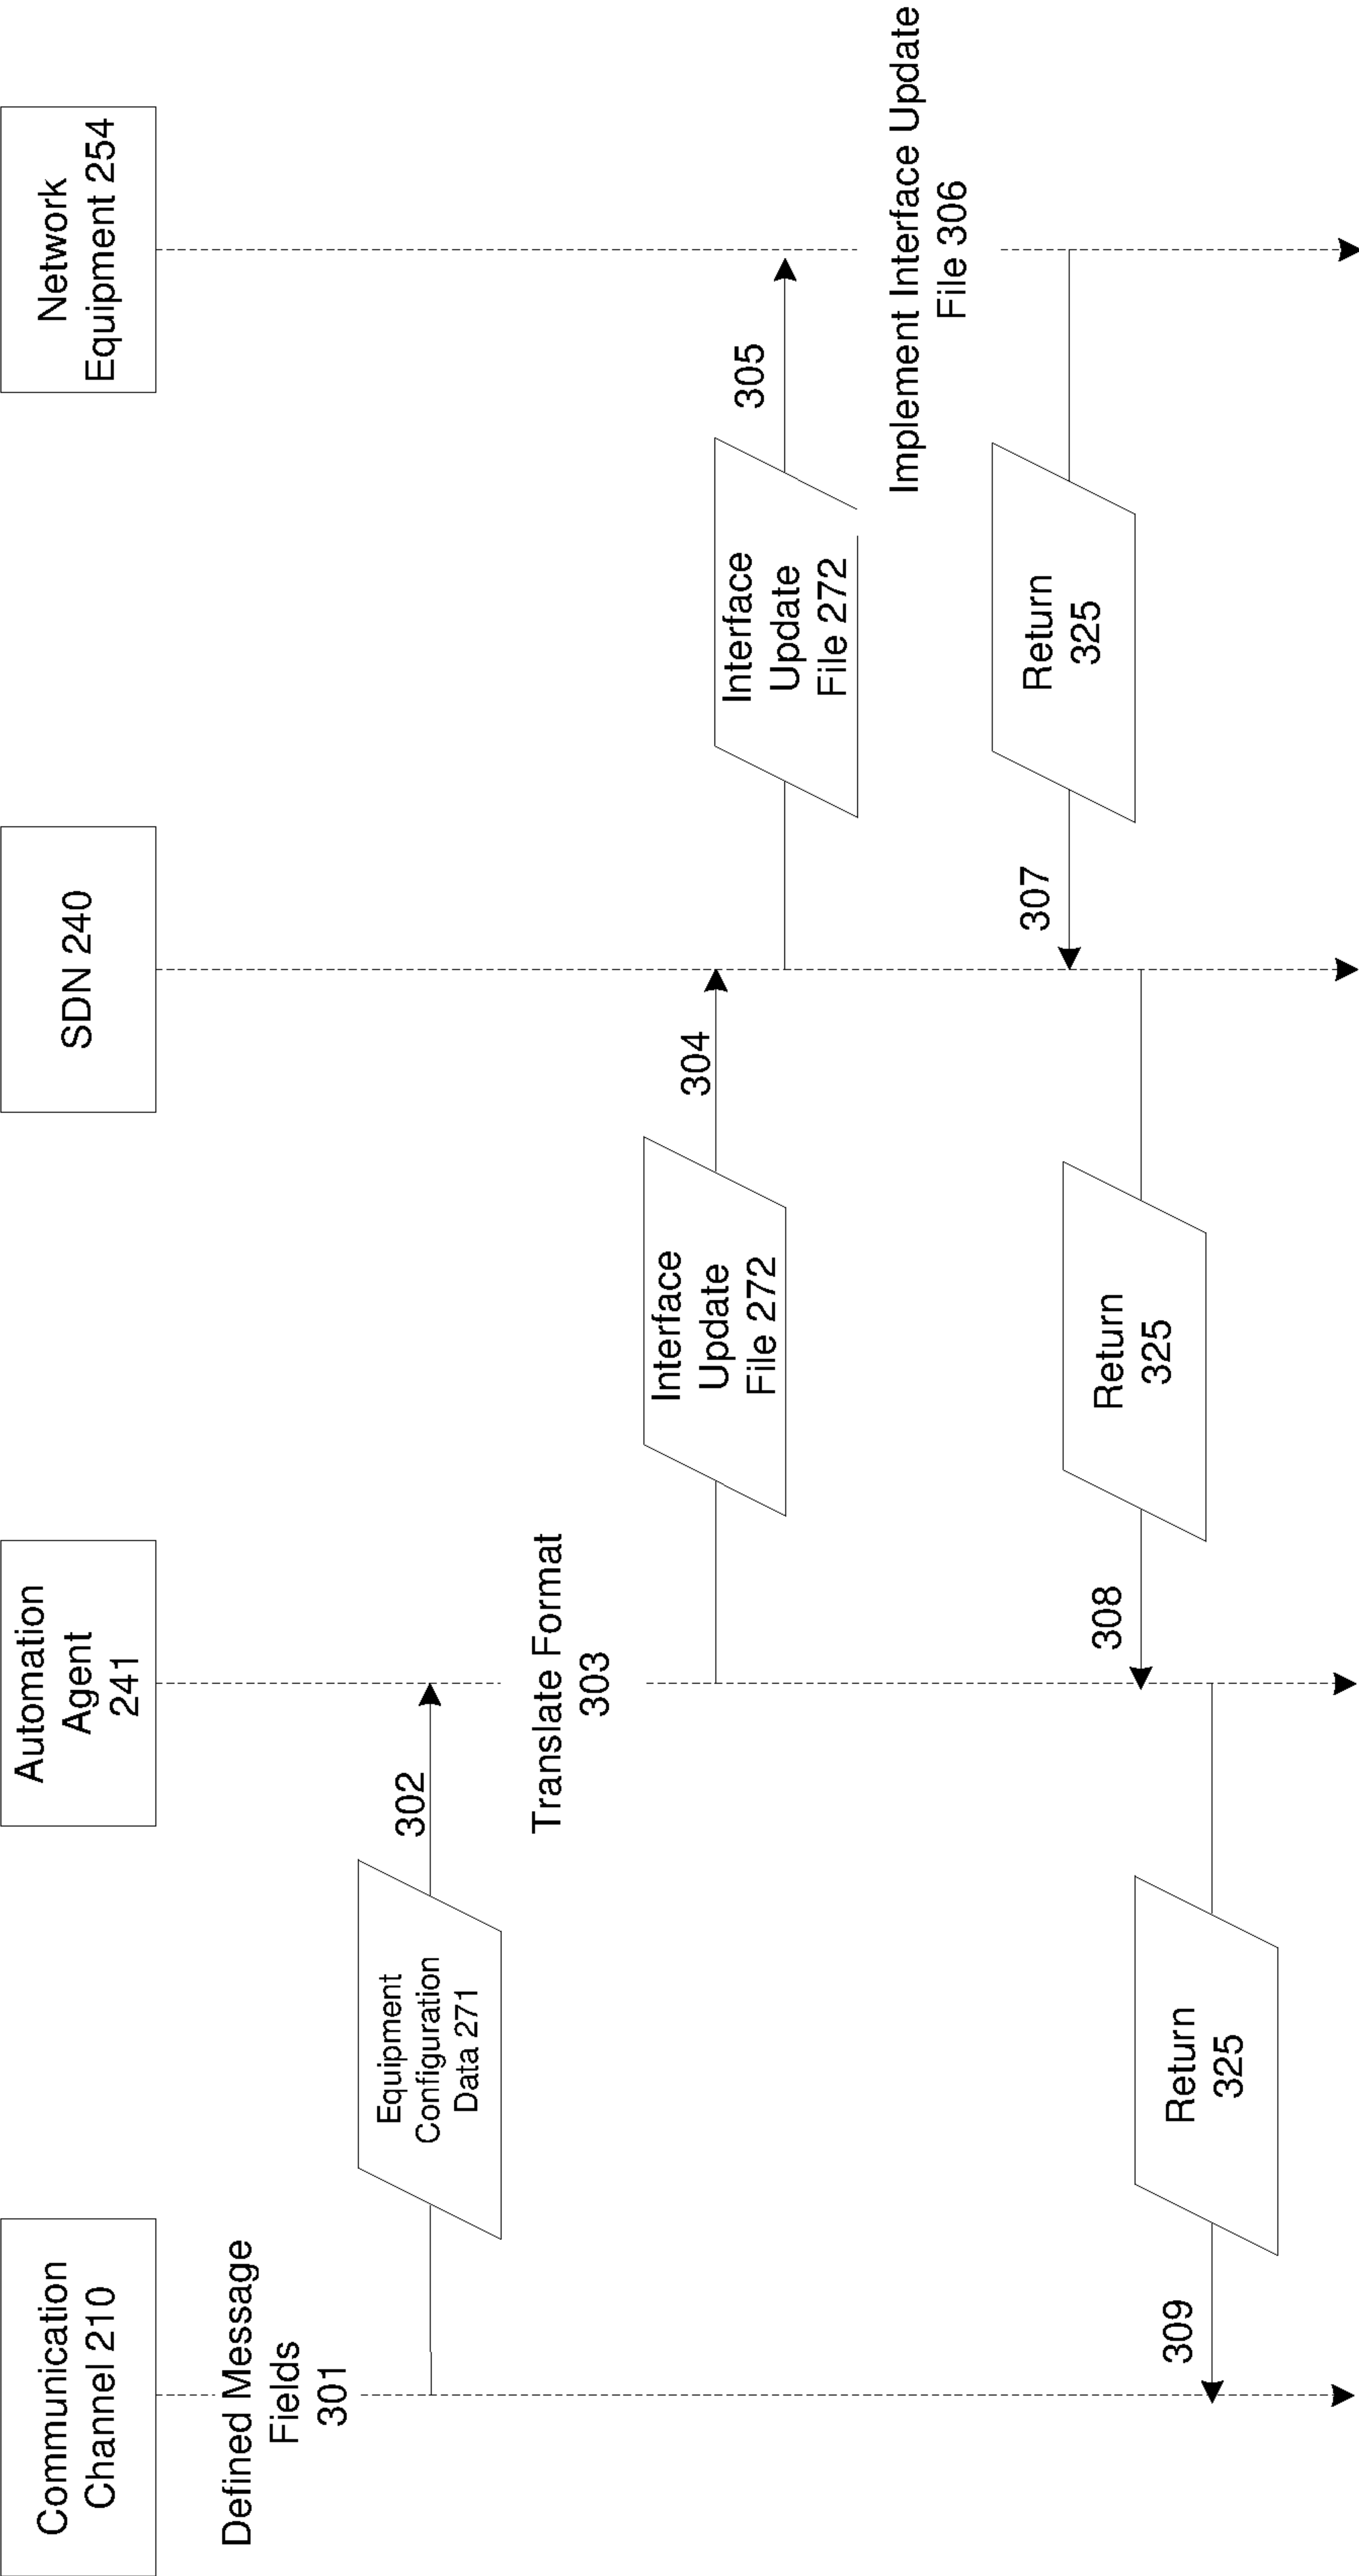 Communication
Channel 210
Automation
Agent
241
SDN 240
Network
Equipment 254
Defined Message
Fields
301
Equipment
Configuration
Data 271
302
Translate Format
303
Interface
Update
File 272
304
Interface
Update
File 272
305
Implement Interface Update
File 306
Return
325
307
Return
325
308
Return
325
309